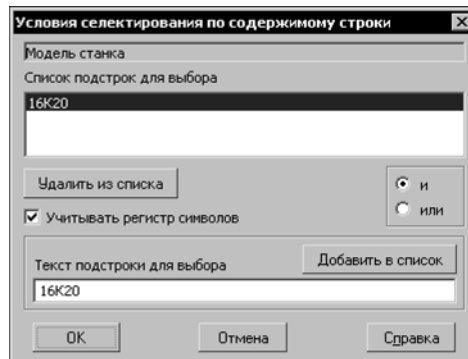 Условия селектирования по содержимому строки
Модель станка
Список подстрок для выбора
16К20
Удалить из списка
и
Учитывать регистр символов
или
Добавить в список
Текст подстроки для выбора
16К20
OK
Отмена
Справка